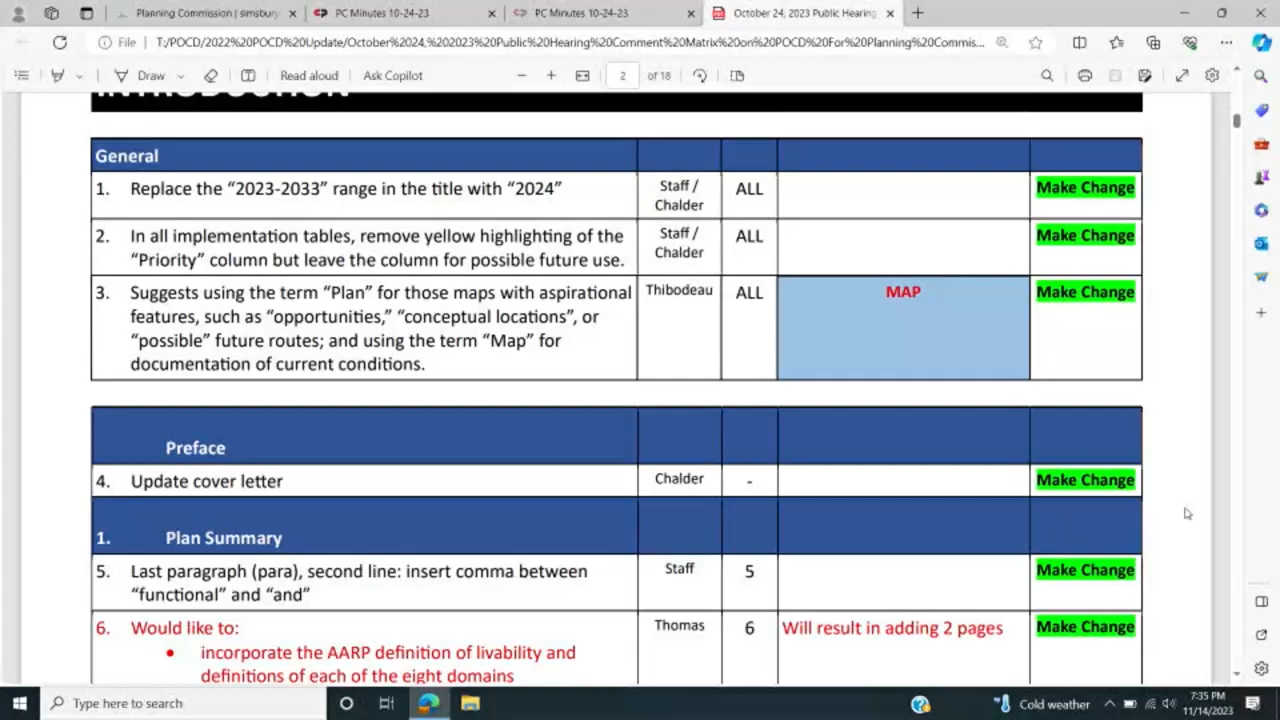 Planning Commission | simsbury
PC Minutes 10-24-23
PC Minutes 10-24-23
October 24, 2023 Public Hearing
File
T:/POCD/2022%20POCD%20Update/October%2024,%202023%20Public%20Hearing%20Comment%20Matrix%20on%20POCD%20For%20Planning%20Commis...
Draw
Read aloud
Ask Copilot
2
of 18
INTRODUCTION
General
1. Replace the “2023-2033” range in the title with “2024”
Staff /
Chalder
ALL
Make Change
2. In all implementation tables, remove yellow highlighting of the
“Priority” column but leave the column for possible future use.
Staff /
Chalder
ALL
Make Change
3. Suggests using the term “Plan” for those maps with aspirational
features, such as “opportunities,” “conceptual locations”, or
“possible” future routes; and using the term “Map” for
documentation of current conditions.
Thibodeau
ALL
MAP
Make Change
Preface
4. Update cover letter
Chalder
-
Make Change
1. Plan Summary
5. Last paragraph (para), second line: insert comma between
“functional” and “and”
Staff
5
Make Change
6. Would like to:
• incorporate the AARP definition of livability and
definitions of each of the eight domains
Thomas
6
Will result in adding 2 pages
Make Change
Type here to search
Cold weather
7:35 PM
11/14/2023